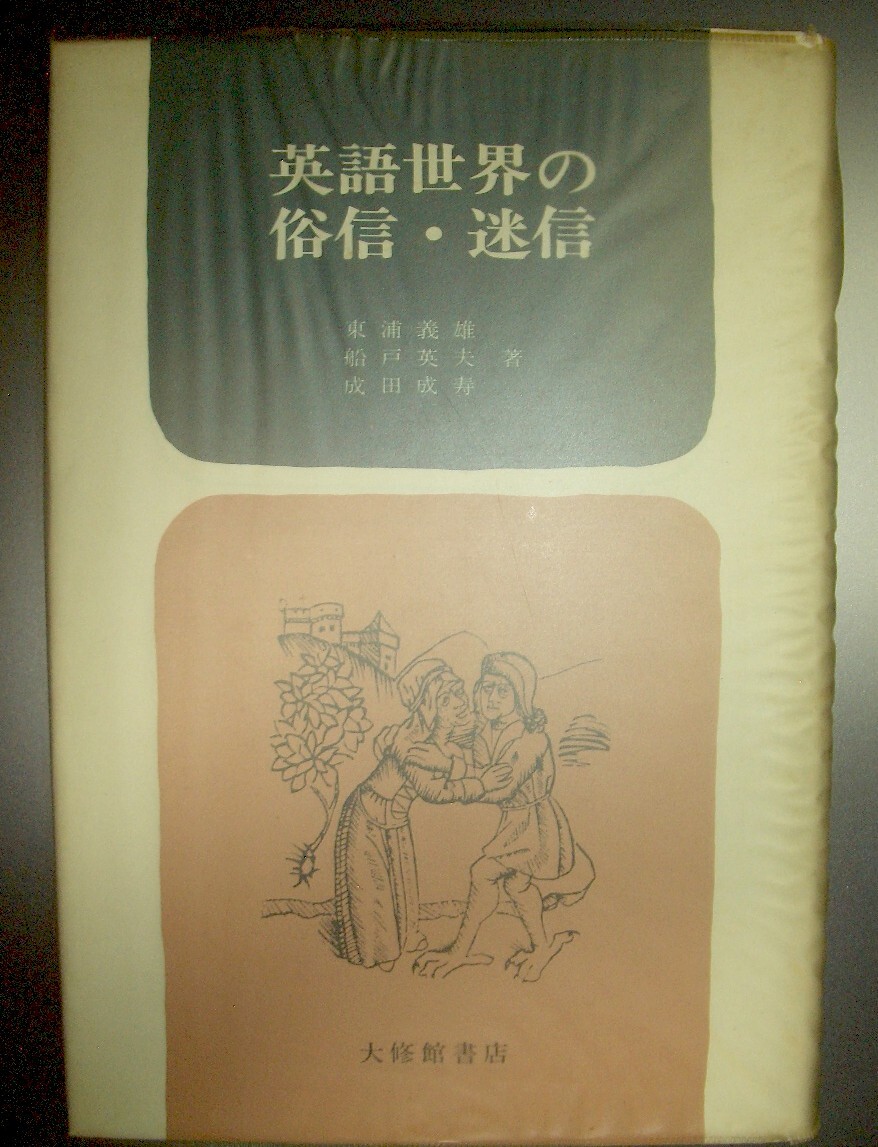 英語世界の
俗信・迷信
東浦義雄
船戸英夫 著
成田成寿
大修館書店